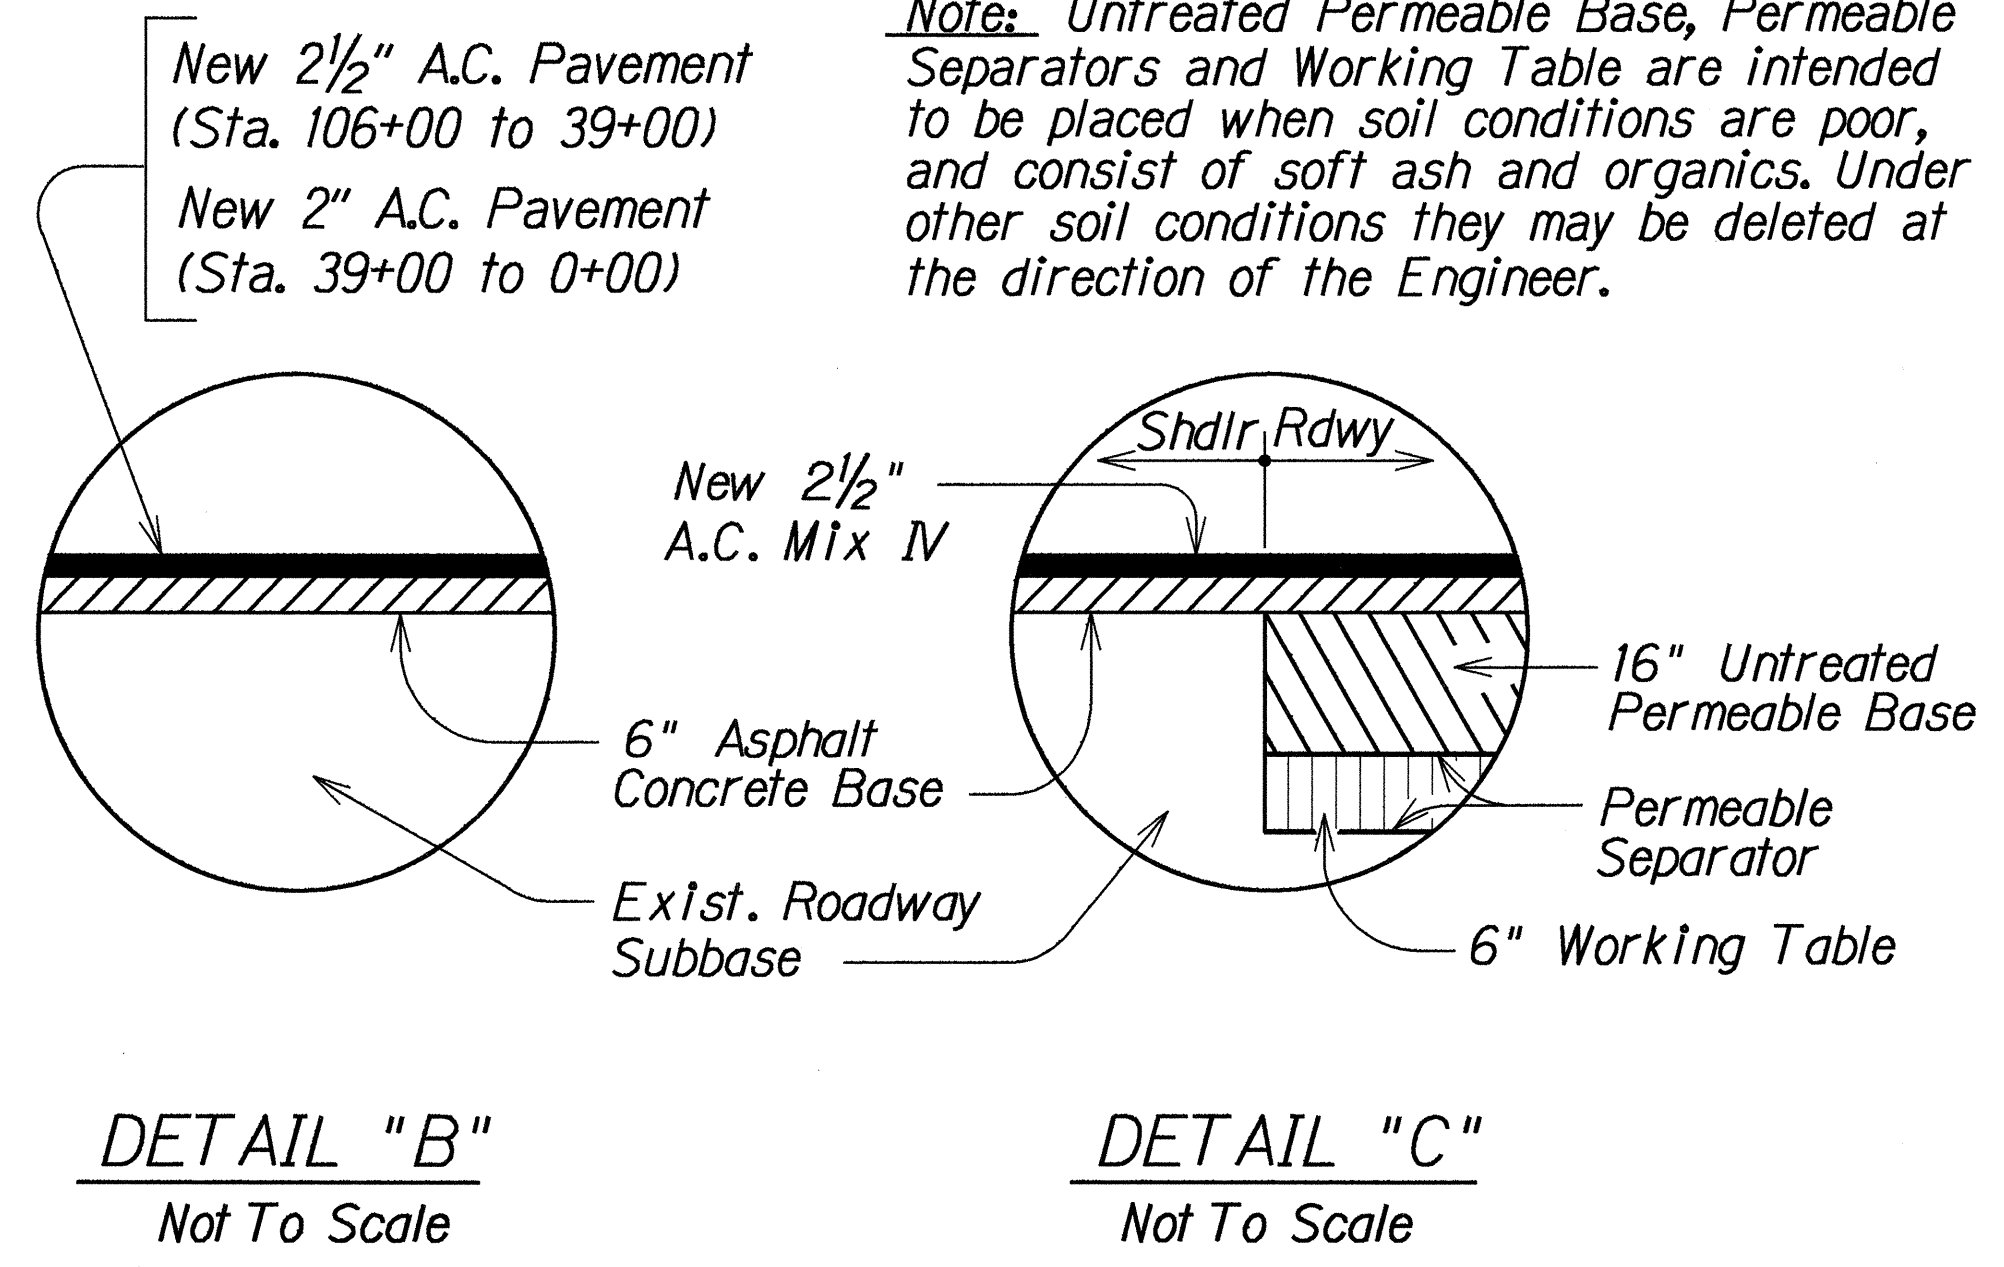 New 2½" A.C. Pavement
(Sta. 106+00 to 39+00)
New 2" A.C. Pavement
(Sta. 39+00 to 0+00)
Note: Untreated Permeable Base, Permeable
Separators and Working Table are intended
to be placed when soil conditions are poor,
and consist of soft ash and organics. Under
other soil conditions they may be deleted at
the direction of the Engineer.
Shdlr Rdwy
New 2½"
A.C. Mix IV
16" Untreated
Permeable Base
6" Asphalt
Concrete Base
Permeable
Separator
Exist. Roadway
Subbase
6" Working Table
DETAIL "B"
Not To Scale
DETAIL "C"
Not To Scale